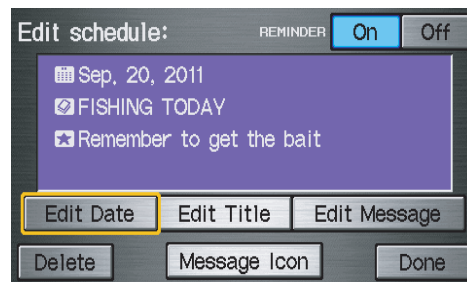 Edit schedule: REMINDER On Off
Sep. 20, 2011
FISHING TODAY
Remember to get the bait
Edit Date Edit Title Edit Message
Delete Message Icon Done